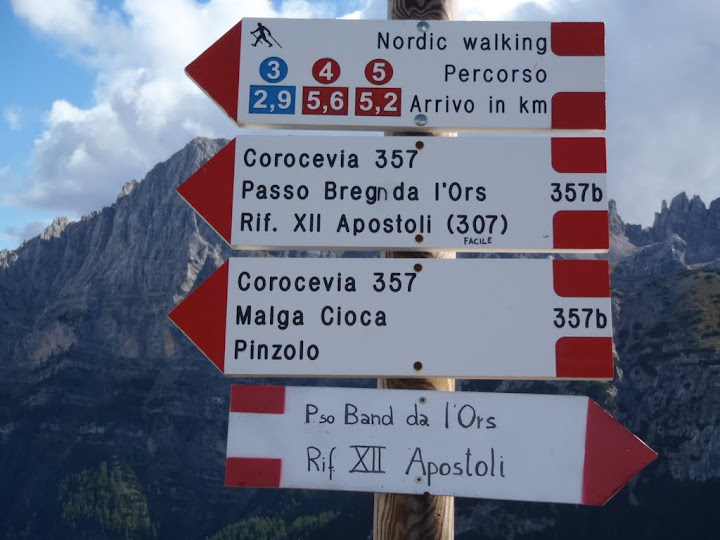 Nordic walking
3 4 5 Percorso
2,9 5,6 5,2 Arrivo in km
Corocevia 357
Passo Bregn da l'Ors 357b
Rif. XII Apostoli (307)
FACILE
Corocevia 357
Malga Cioca 357b
Pinzolo
Pso Band da l'Ors
Rif XII Apostoli